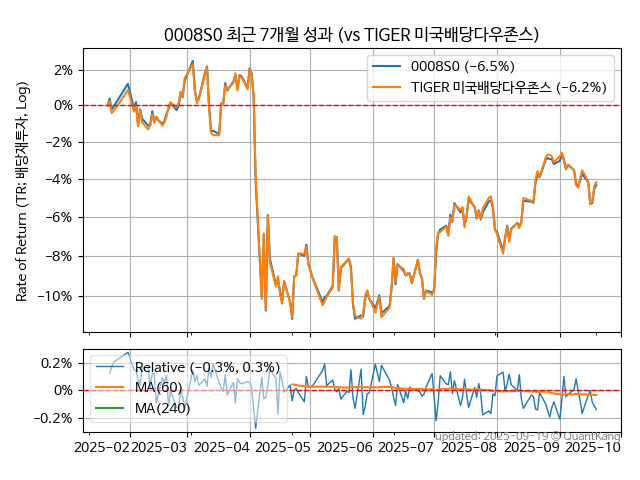 0008S0 최근 7개월 성과 (vs TIGER 미국배당다우존스)
Rate of Return (TR: 배당재투자, Log)
2%
0%
−2%
−4%
−6%
−8%
−10%
0008S0 (−6.5%)
TIGER 미국배당다우존스 (−6.2%)
0.2%
0.0%
−0.2%
Relative (−0.3%, 0.3%)
MA(60)
MA(240)
updated: 2025-09-19 © QuantKang
2025-02 2025-03 2025-04 2025-05 2025-06 2025-07 2025-08 2025-09 2025-10